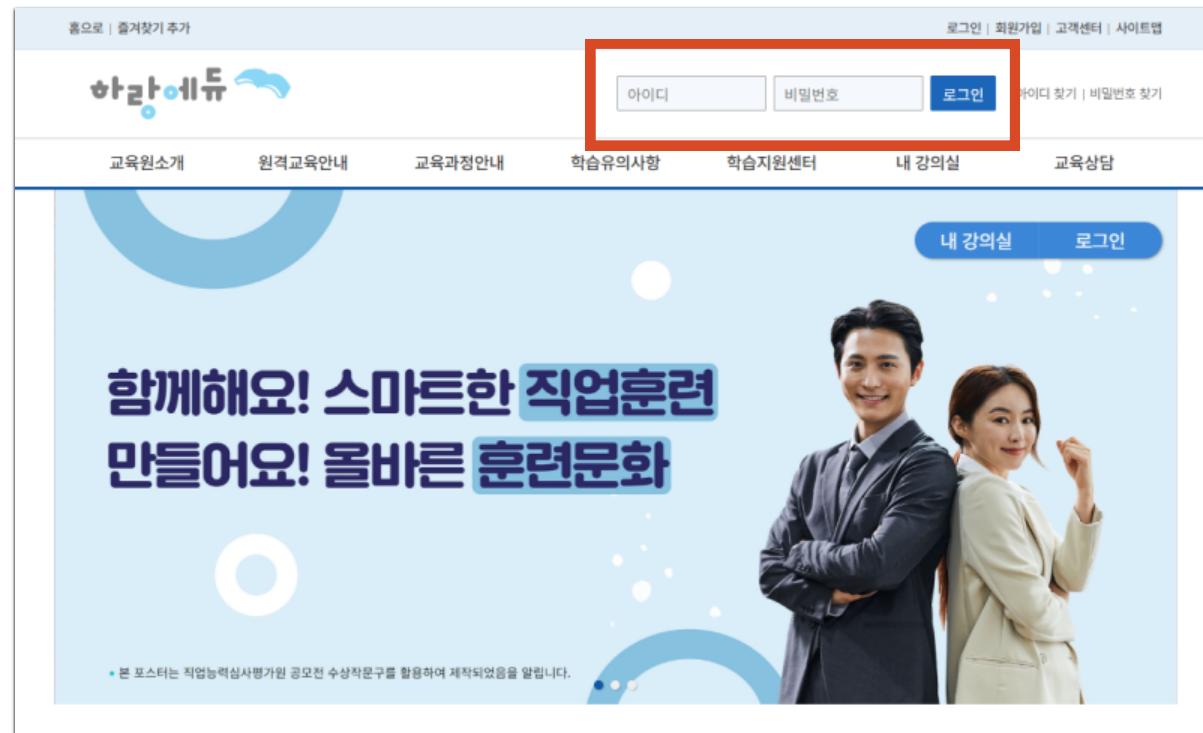 홈으로 | 즐겨찾기 추가
로그인 | 회원가입 | 고객센터 | 사이트맵
하랑에듀
아이디
비밀번호
로그인
아이디 찾기 | 비밀번호 찾기
교육원소개 원격교육안내 교육과정안내 학습유의사항 학습지원센터 내 강의실 교육상담
내 강의실 로그인
함께해요! 스마트한 직업훈련
만들어요! 올바른 훈련문화
• 본 포스터는 직업능력심사평가원 공모전 수상작문구를 활용하여 제작되었음을 알립니다.